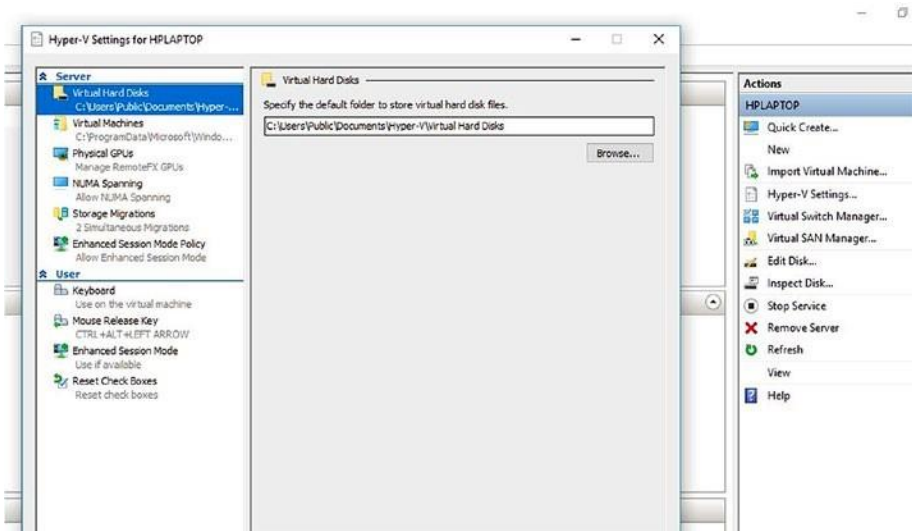 Hyper-V Settings for HPLAPTOP
Server
Virtual Hard Disks
C:\Users\Public\Documents\Hyper-...
Virtual Machines
C:\ProgramData\Microsoft\Windo...
Physical GPUs
Manage RemoteFX GPUs
NUMA Spanning
Allow NUMA Spanning
Storage Migrations
2 Simultaneous Migrations
Enhanced Session Mode Policy
Allow Enhanced Session Mode
User
Keyboard
Use on the virtual machine
Mouse Release Key
CTRL+ALT+LEFT ARROW
Enhanced Session Mode
Use if available
Reset Check Boxes
Reset check boxes
Virtual Hard Disks
Specify the default folder to store virtual hard disk files.
C:\Users\Public\Documents\Hyper-V\Virtual Hard Disks
Browse...
Actions
HPLAPTOP
Quick Create...
New
Import Virtual Machine...
Hyper-V Settings...
Virtual Switch Manager...
Virtual SAN Manager...
Edit Disk...
Inspect Disk...
Stop Service
Remove Server
Refresh
View
Help